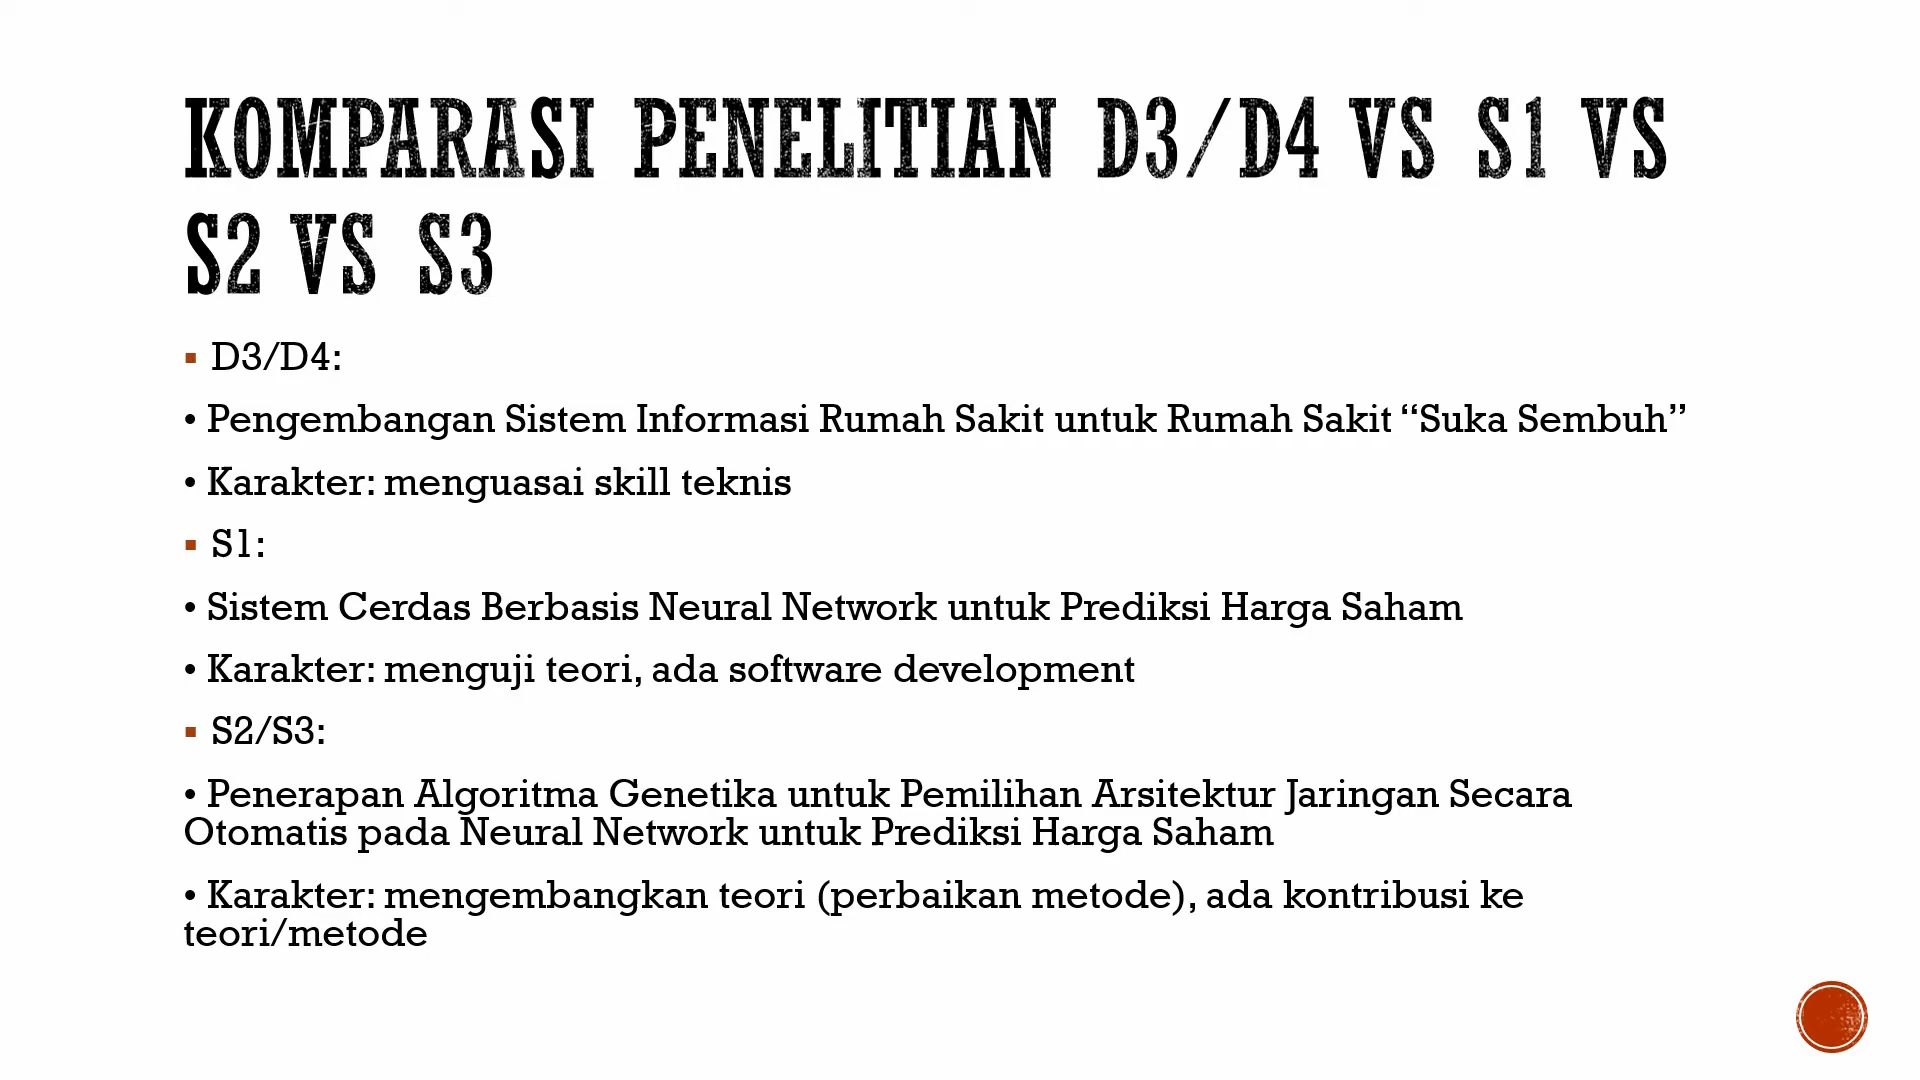 KOMPARASI PENELITIAN D3/D4 VS S1 VS
S2 VS S3
▪ D3/D4:
• Pengembangan Sistem Informasi Rumah Sakit untuk Rumah Sakit “Suka Sembuh”
• Karakter: menguasai skill teknis
▪ S1:
• Sistem Cerdas Berbasis Neural Network untuk Prediksi Harga Saham
• Karakter: menguji teori, ada software development
▪ S2/S3:
• Penerapan Algoritma Genetika untuk Pemilihan Arsitektur Jaringan Secara
Otomatis pada Neural Network untuk Prediksi Harga Saham
• Karakter: mengembangkan teori (perbaikan metode), ada kontribusi ke
teori/metode